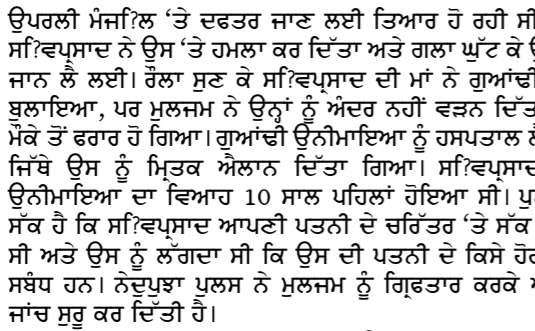 ਉਪਰਲੀ ਮੰਜ਼ਿਲ ‘ਤੇ ਦਫਤਰ ਜਾਣ ਲਈ ਤਿਆਰ ਹੋ ਰਹੀ ਸੀ
ਸ਼ਿਵਪ੍ਰਸਾਦ ਨੇ ਉਸ ‘ਤੇ ਹਮਲਾ ਕਰ ਦਿੱਤਾ ਅਤੇ ਗਲਾ ਘੁੱਟ ਕੇ
ਜਾਨ ਲੈ ਲਈ। ਰੌਲਾ ਸੁਣ ਕੇ ਸ਼ਿਵਪ੍ਰਸਾਦ ਦੀ ਮਾਂ ਨੇ ਗੁਆਂਢੀ
ਬੁਲਾਇਆ, ਪਰ ਮੁਲਜਮ ਨੇ ਉਨ੍ਹਾਂ ਨੂੰ ਅੰਦਰ ਨਹੀਂ ਵੜਨ ਦਿੱਤ
ਮੌਕੇ ਤੋਂ ਫਰਾਰ ਹੋ ਗਿਆ। ਗੁਆਂਢੀ ਉਨੀਮਾਇਆ ਨੂੰ ਹਸਪਤਾਲ
ਜਿੱਥੇ ਉਸ ਨੂੰ ਮ੍ਰਿਤਕ ਐਲਾਨ ਦਿੱਤਾ ਗਿਆ। ਸ਼ਿਵਪ੍ਰਸਾਦ
ਉਨੀਮਾਇਆ ਦਾ ਵਿਆਹ 10 ਸਾਲ ਪਹਿਲਾਂ ਹੋਇਆ ਸੀ। ਪੁ
ਸੱਕ ਹੈ ਕਿ ਸ਼ਿਵਪ੍ਰਸਾਦ ਆਪਣੀ ਪਤਨੀ ਦੇ ਚਰਿੱਤਰ ‘ਤੇ ਸੱਕ
ਸੀ ਅਤੇ ਉਸ ਨੂੰ ਲੱਗਦਾ ਸੀ ਕਿ ਉਸ ਦੀ ਪਤਨੀ ਦੇ ਕਿਸੇ ਹੋਰ
ਸਬੰਧ ਹਨ। ਨੇਦੁਪੁਝਾ ਪੁਲਸ ਨੇ ਮੁਲਜਮ ਨੂੰ ਗ੍ਰਿਫਤਾਰ ਕਰਕੇ
ਜਾਂਚ ਸੁਰੂ ਕਰ ਦਿੱਤੀ ਹੈ।